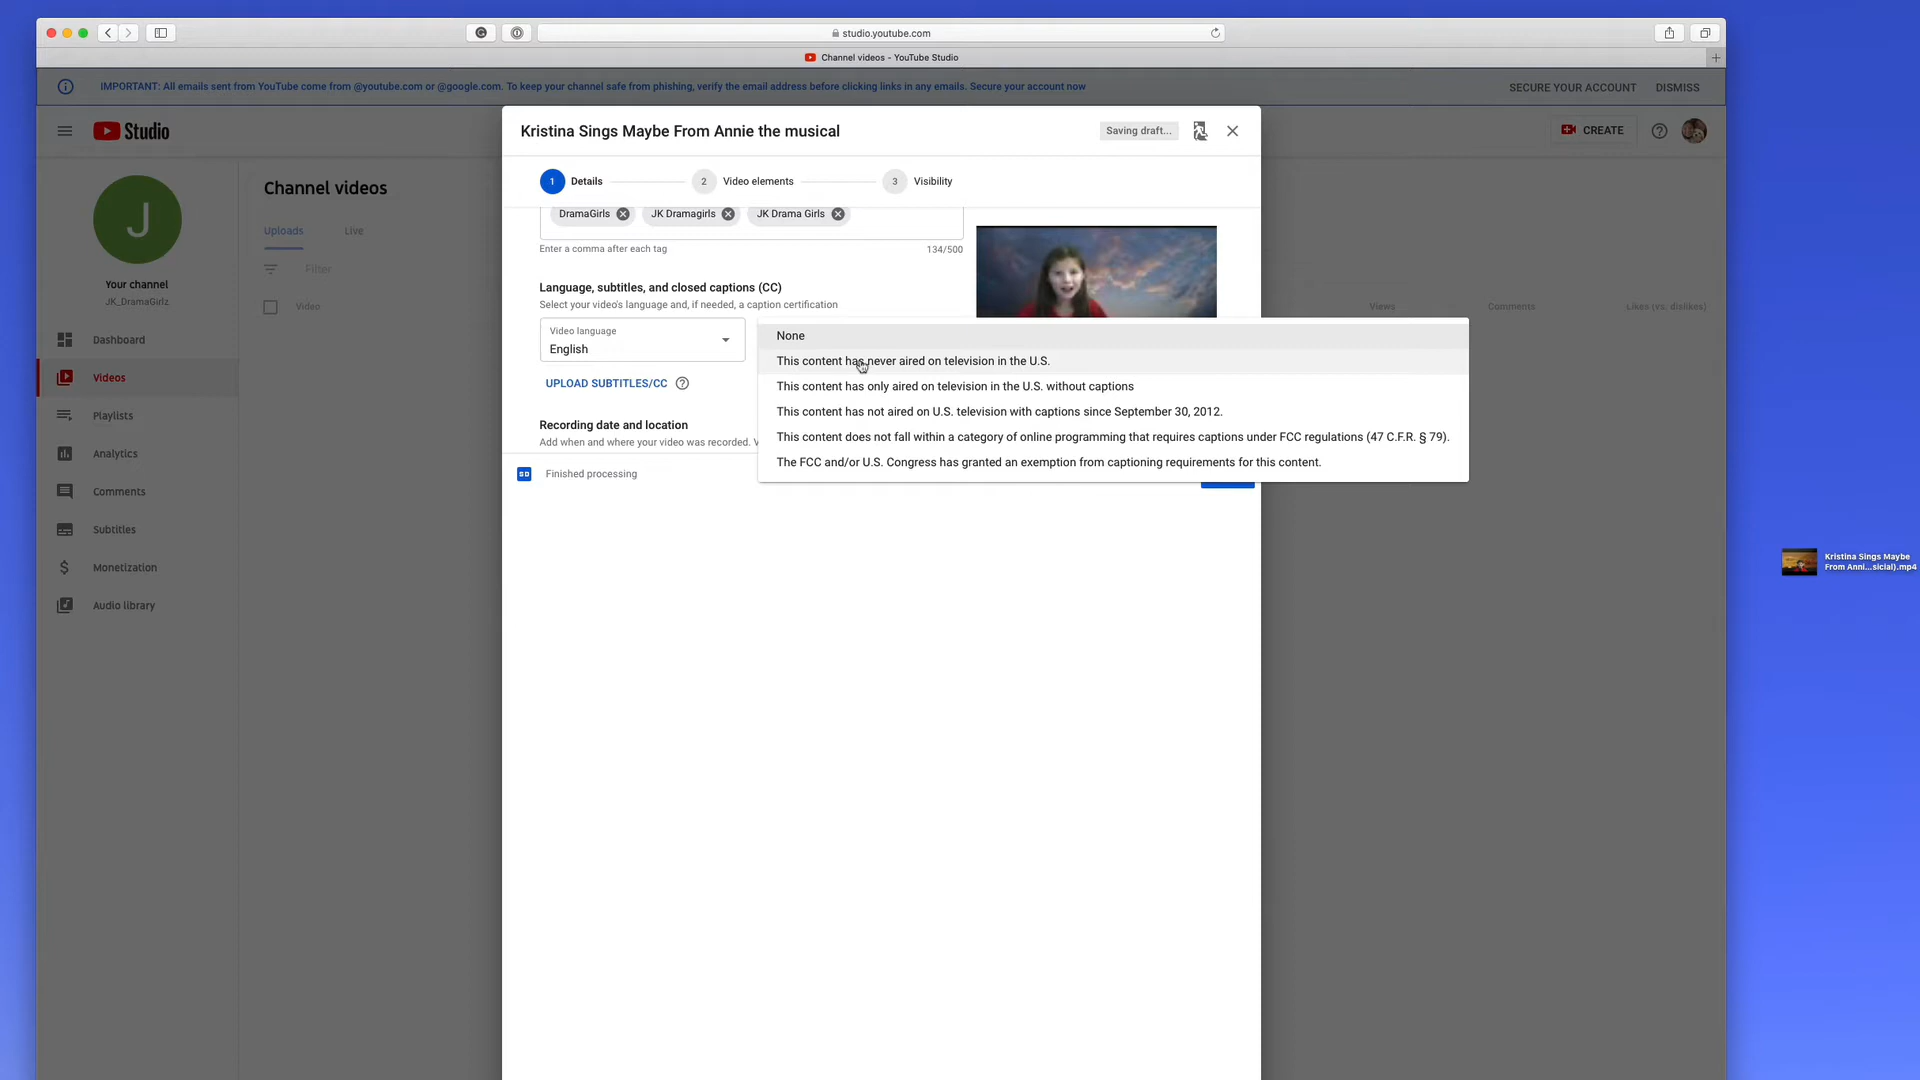 studio.youtube.com
Channel videos - YouTube Studio
IMPORTANT: All emails sent from YouTube come from @youtube.com or @google.com. To keep your channel safe from phishing, verify the email address before clicking links in any emails. Secure your account now
SECURE YOUR ACCOUNT
DISMISS
Studio
CREATE
J
Your channel
JK_DramaGirlz
Dashboard
Videos
Playlists
Analytics
Comments
Subtitles
Monetization
Audio library
Channel videos
Uploads
Live
Filter
Video
Views
Comments
Likes (vs. dislikes)
Kristina Sings Maybe From Annie the musical
Saving draft...
1 Details
2 Video elements
3 Visibility
DramaGirls
JK Dramagirls
JK Drama Girls
Enter a comma after each tag
134/500
Language, subtitles, and closed captions (CC)
Select your video's language and, if needed, a caption certification
Video language
English
UPLOAD SUBTITLES/CC
Recording date and location
Add when and where your video was recorded. V
SD
Finished processing
None
This content has never aired on television in the U.S.
This content has only aired on television in the U.S. without captions
This content has not aired on U.S. television with captions since September 30, 2012.
This content does not fall within a category of online programming that requires captions under FCC regulations (47 C.F.R. § 79).
The FCC and/or U.S. Congress has granted an exemption from captioning requirements for this content.
Kristina Sings Maybe
From Anni...sicial).mp4